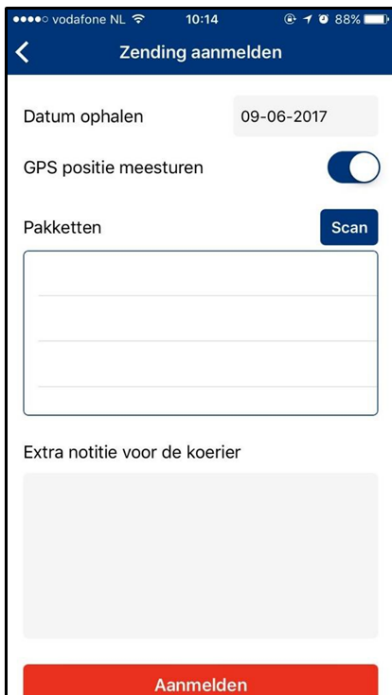 vodafone NL 10:14 88%
Zending aanmelden
Datum ophalen 09-06-2017
GPS positie meesturen
Pakketten Scan
Extra notitie voor de koerier
Aanmelden